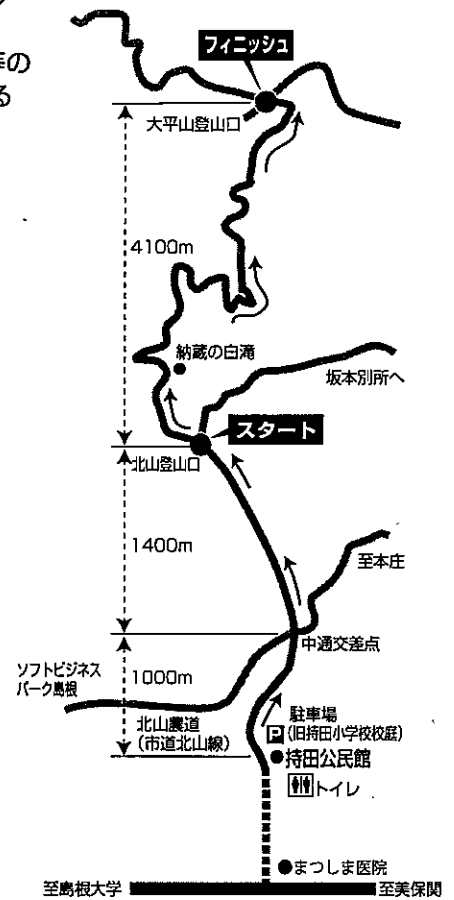 等の
る
フィニッシュ
大平山登山口
4100m
納蔵の白滝
坂本別所へ
スタート
北山登山口
1400m
至本庄
中通交差点
ソフトビジネス
パーク島根
1000m
北山農道
(市道北山線)
駐車場
P(旧持田小学校校庭)
持田公民館
トイレ
まつしま医院
至島根大学
至美保関